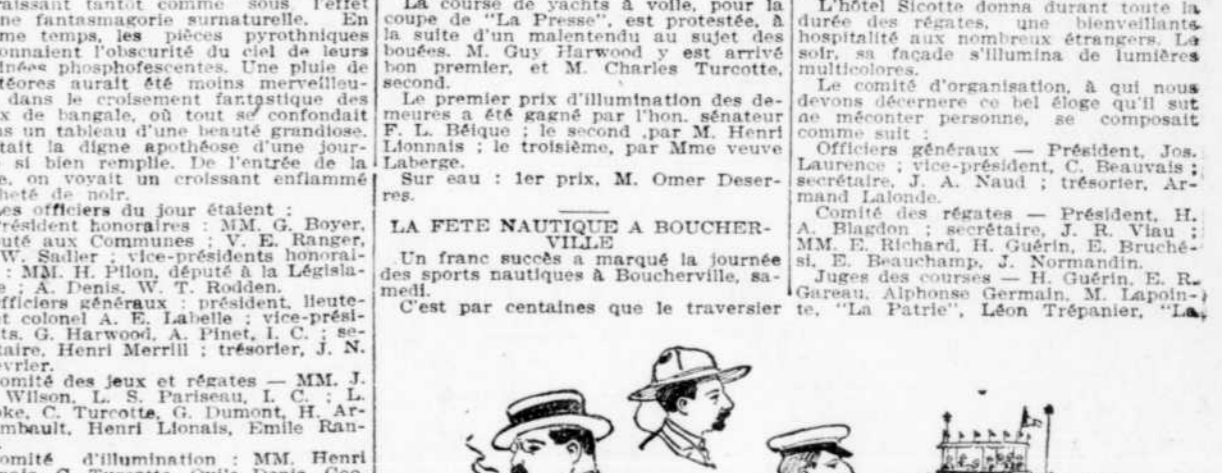 raissant tantôt comme sous l'effet
ne fantasmagorie surnaturelle. En
me temps, les pièces pyrothniques
onnaient l'obscurité du ciel de leurs
inées phosphofescentes. Une pluie de
téores aurait été moins merveilleu-
dans le croisement fantastique des
x de bangale, où tout se confondait
ns un tableau d'une beauté grandiose.
tait la digne apothéose d'une jour-
si bien remplie. De l'entrée de la
e, on voyait un croissant enflammé
heté de noir.
es officiers du jour étaient :
résident honoraires : MM. G. Boyer,
uté aux Communes ; V. E. Ranger,
W. Sadler ; vice-présidents honorai-
: MM. H. Pilon, député à la Législa-
e ; A. Denis, W. T. Rodden.
fficiers généraux : président, lieute-
t colonel A. E. Labelle ; vice-prési-
ts. G. Harwood, A. Pinet, I. C. ; se-
taire, Henri Merrill ; trésorier, J. N.
evrier.
omité des jeux et régates — MM. J.
Wilson, L. S. Pariseau, I. C. ; L.
oke, C. Turcotte, G. Dumont, H. Ar-
mbault, Henri Lionais, Emile Ran-
omité d'illumination : MM. Henri
La course de yachts à voile, pour la
coupe de "La Presse", est protestée, à
la suite d'un malentendu au sujet des
bouées. M. Guy Harwood y est arrivé
bon premier, et M. Charles Turcotte,
second.
Le premier prix d'illumination des de-
meures a été gagné par l'hon. sénateur
F. L. Béique ; le second ,par M. Henri
Lionnais ; le troisième, par Mme veuve
Laberge.
Sur eau : 1er prix, M. Omer Deser-
res.
LA FETE NAUTIQUE A BOUCHER-
VILLE
Un franc succès a marqué la journée
des sports nautiques à Boucherville, sa-
medi.
C'est par centaines que le traversier
L'hôtel Sicotte donna durant toute la
durée des régates, une bienveillante
hospitalité aux nombreux étrangers. Le
soir, sa façade s'illumina de lumières
multicolores.
Le comité d'organisation, à qui nous
devons décernere ce bel éloge qu'il sut
ne méconter personne, se composait
comme suit :
Officiers généraux — Président, Jos.
Laurence ; vice-président, C. Beauvais ;
secrétaire, J. A. Naud ; trésorier, Ar-
mand Lalonde.
Comité des régates — Président, H.
A. Blagdon ; secrétaire, J. R. Viau ;
MM. E. Richard, H. Guérin, E. Bruché-
si, E. Beauchamp, J. Normandin.
Juges des courses — H. Guérin, E. R.
Gareau, Alphonse Germain, M. Lapoin-
te, "La Patrie", Léon Trépanier, "La